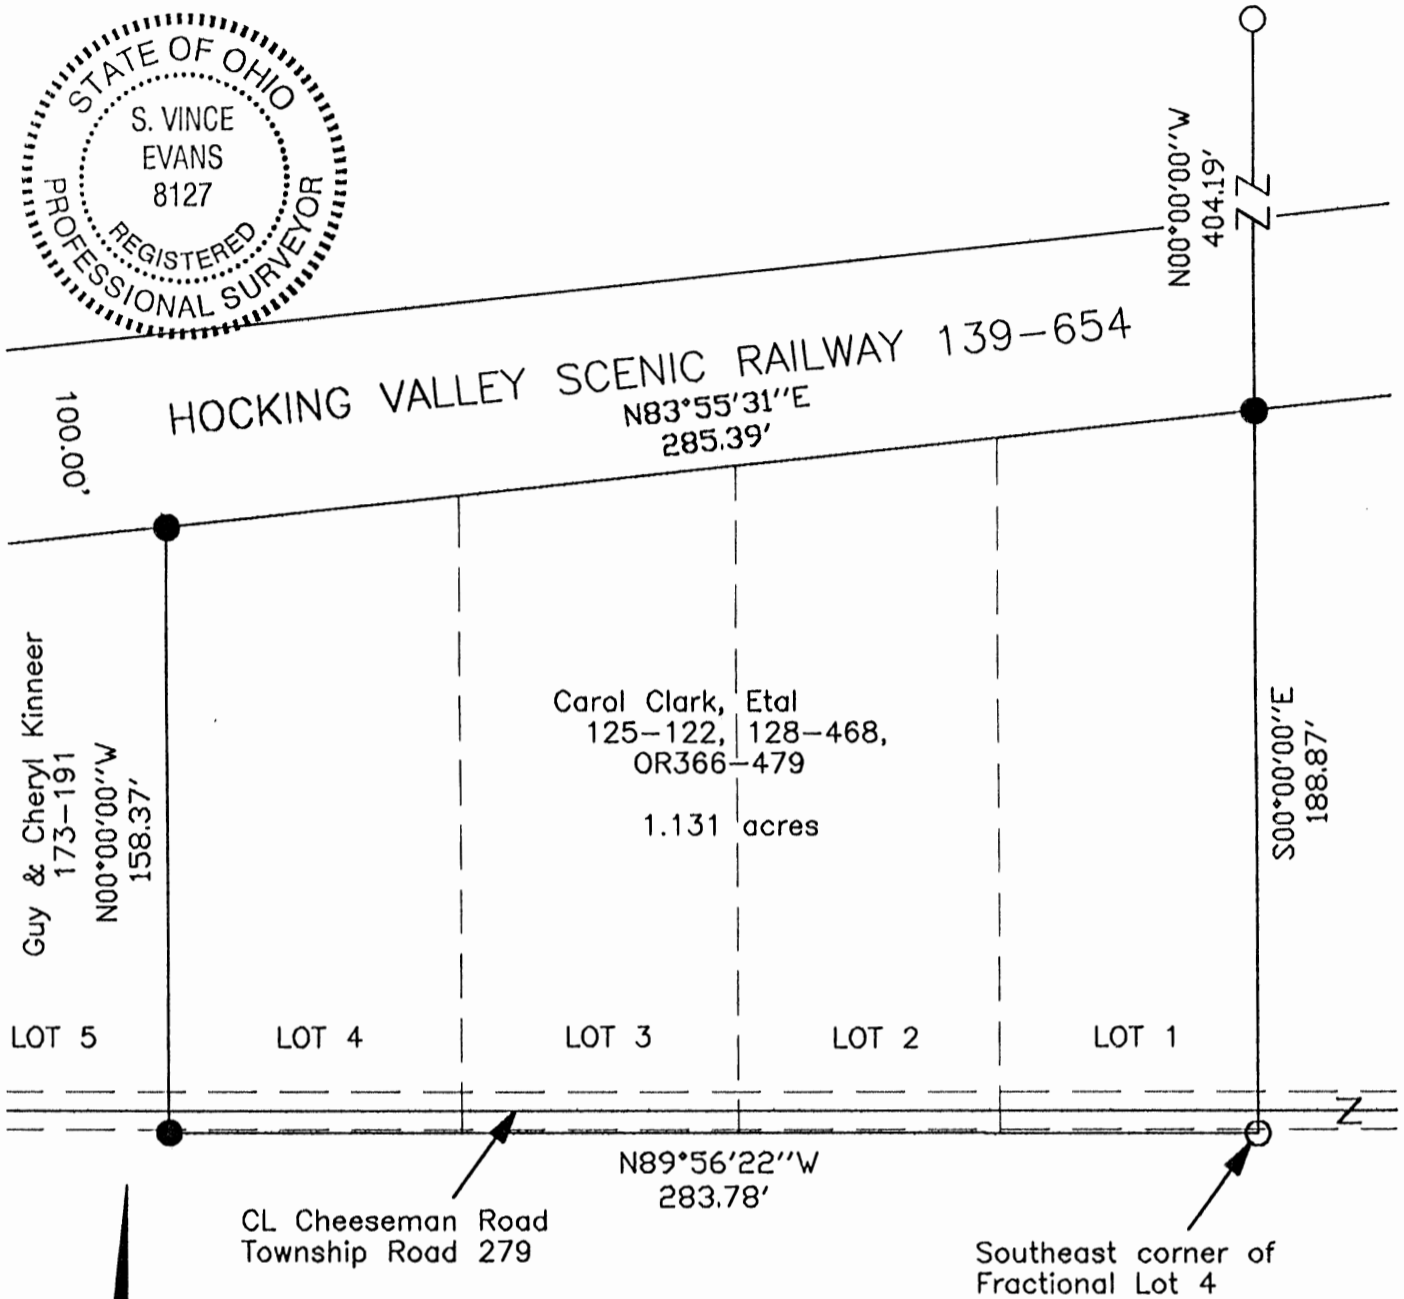 STATE OF OHIO
S. VINCE
EVANS
8127
REGISTERED
PROFESSIONAL SURVEYOR
N00°00'00''W
404.19'
HOCKING VALLEY SCENIC RAILWAY 139-654
N83°55'31''E
285.39'
100.00'
Guy & Cheryl Kinneer
173-191
N00°00'00''W
158.37'
Carol Clark, Etal
125-122, 128-468,
OR366-479
1.131 acres
S00°00'00''E
188.87'
LOT 5
LOT 4
LOT 3
LOT 2
LOT 1
N89°56'22''W
283.78'
CL Cheeseman Road
Township Road 279
Southeast corner of
Fractional Lot 4